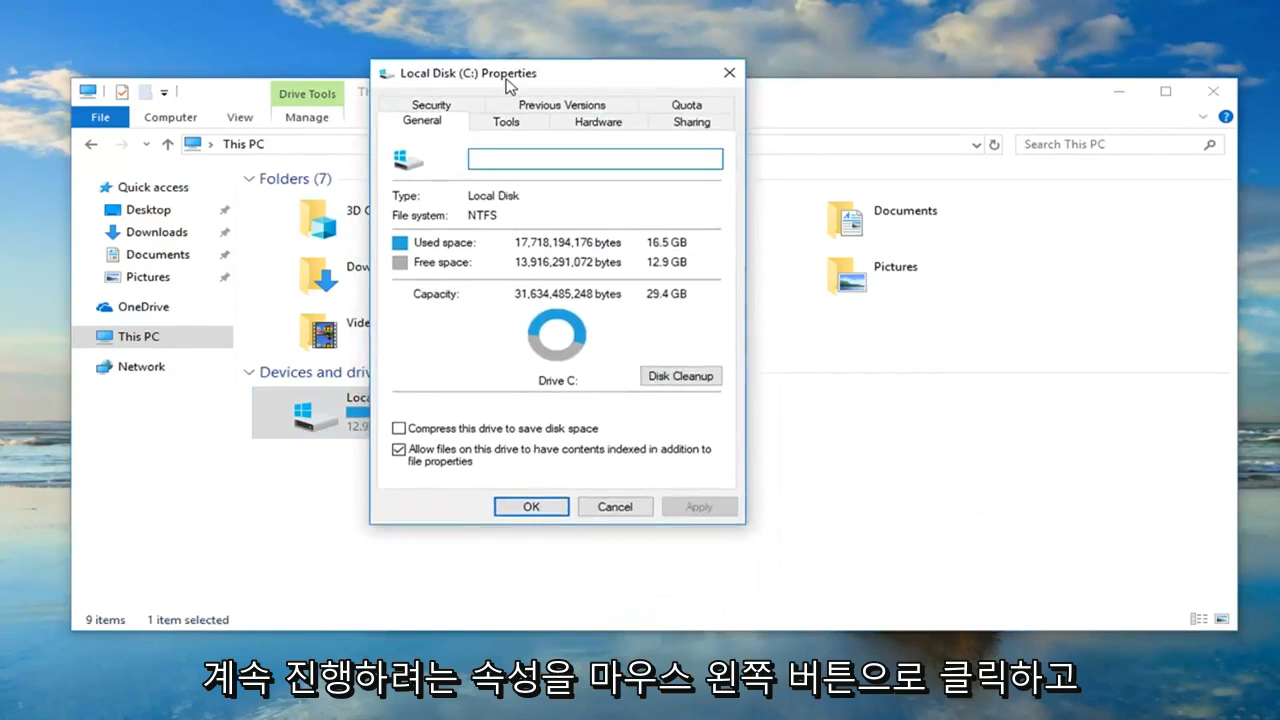 Local Disk (C:) Properties
Security
Previous Versions
Quota
General
Tools
Hardware
Sharing
Type:
Local Disk
File system:
NTFS
Used space:
17,718,194,176 bytes
16.5 GB
Free space:
13,916,291,072 bytes
12.9 GB
Capacity:
31,634,485,248 bytes
29.4 GB
Drive C:
Disk Cleanup
Compress this drive to save disk space
Allow files on this drive to have contents indexed in addition to
file properties
OK
Cancel
Apply
Drive Tools
File
Computer
View
Manage
This PC
Search This PC
Quick access
Desktop
Downloads
Documents
Pictures
OneDrive
This PC
Network
Folders (7)
Documents
Pictures
9 items
1 item selected
계속 진행하려는 속성을 마우스 왼쪽 버튼으로 클릭하고